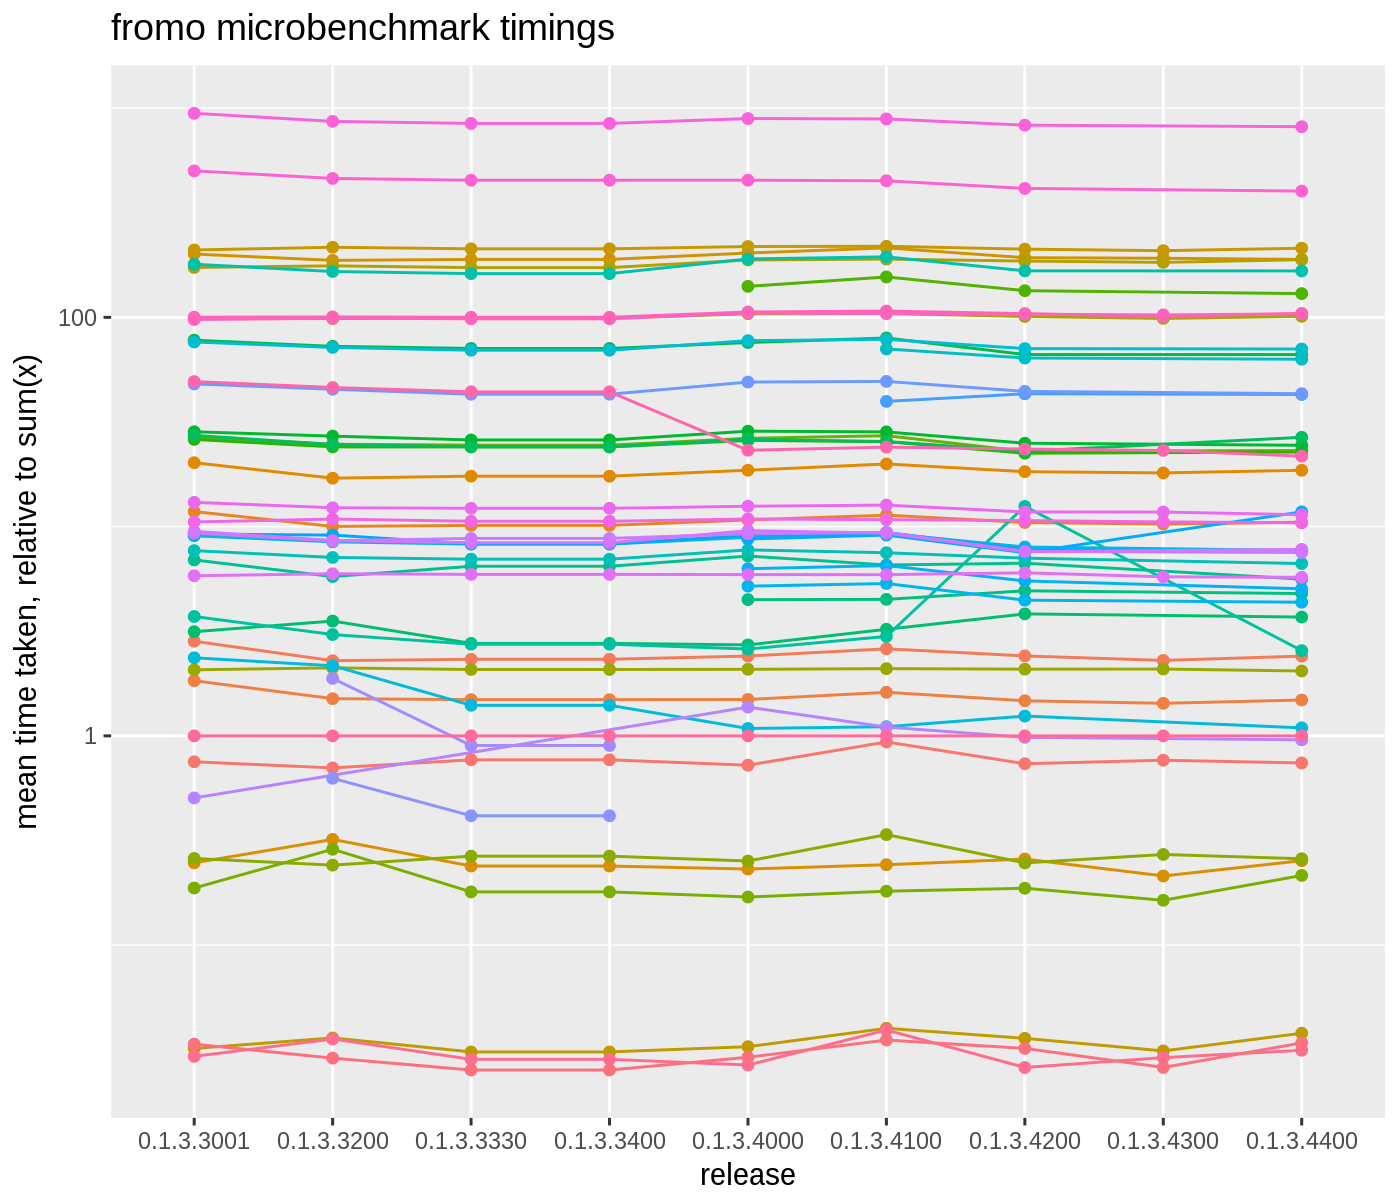 fromo microbenchmark timings
mean time taken, relative to sum(x)
100
1
0.1.3.3001 0.1.3.3200 0.1.3.3330 0.1.3.3400 0.1.3.4000 0.1.3.4100 0.1.3.4200 0.1.3.4300 0.1.3.4400
release